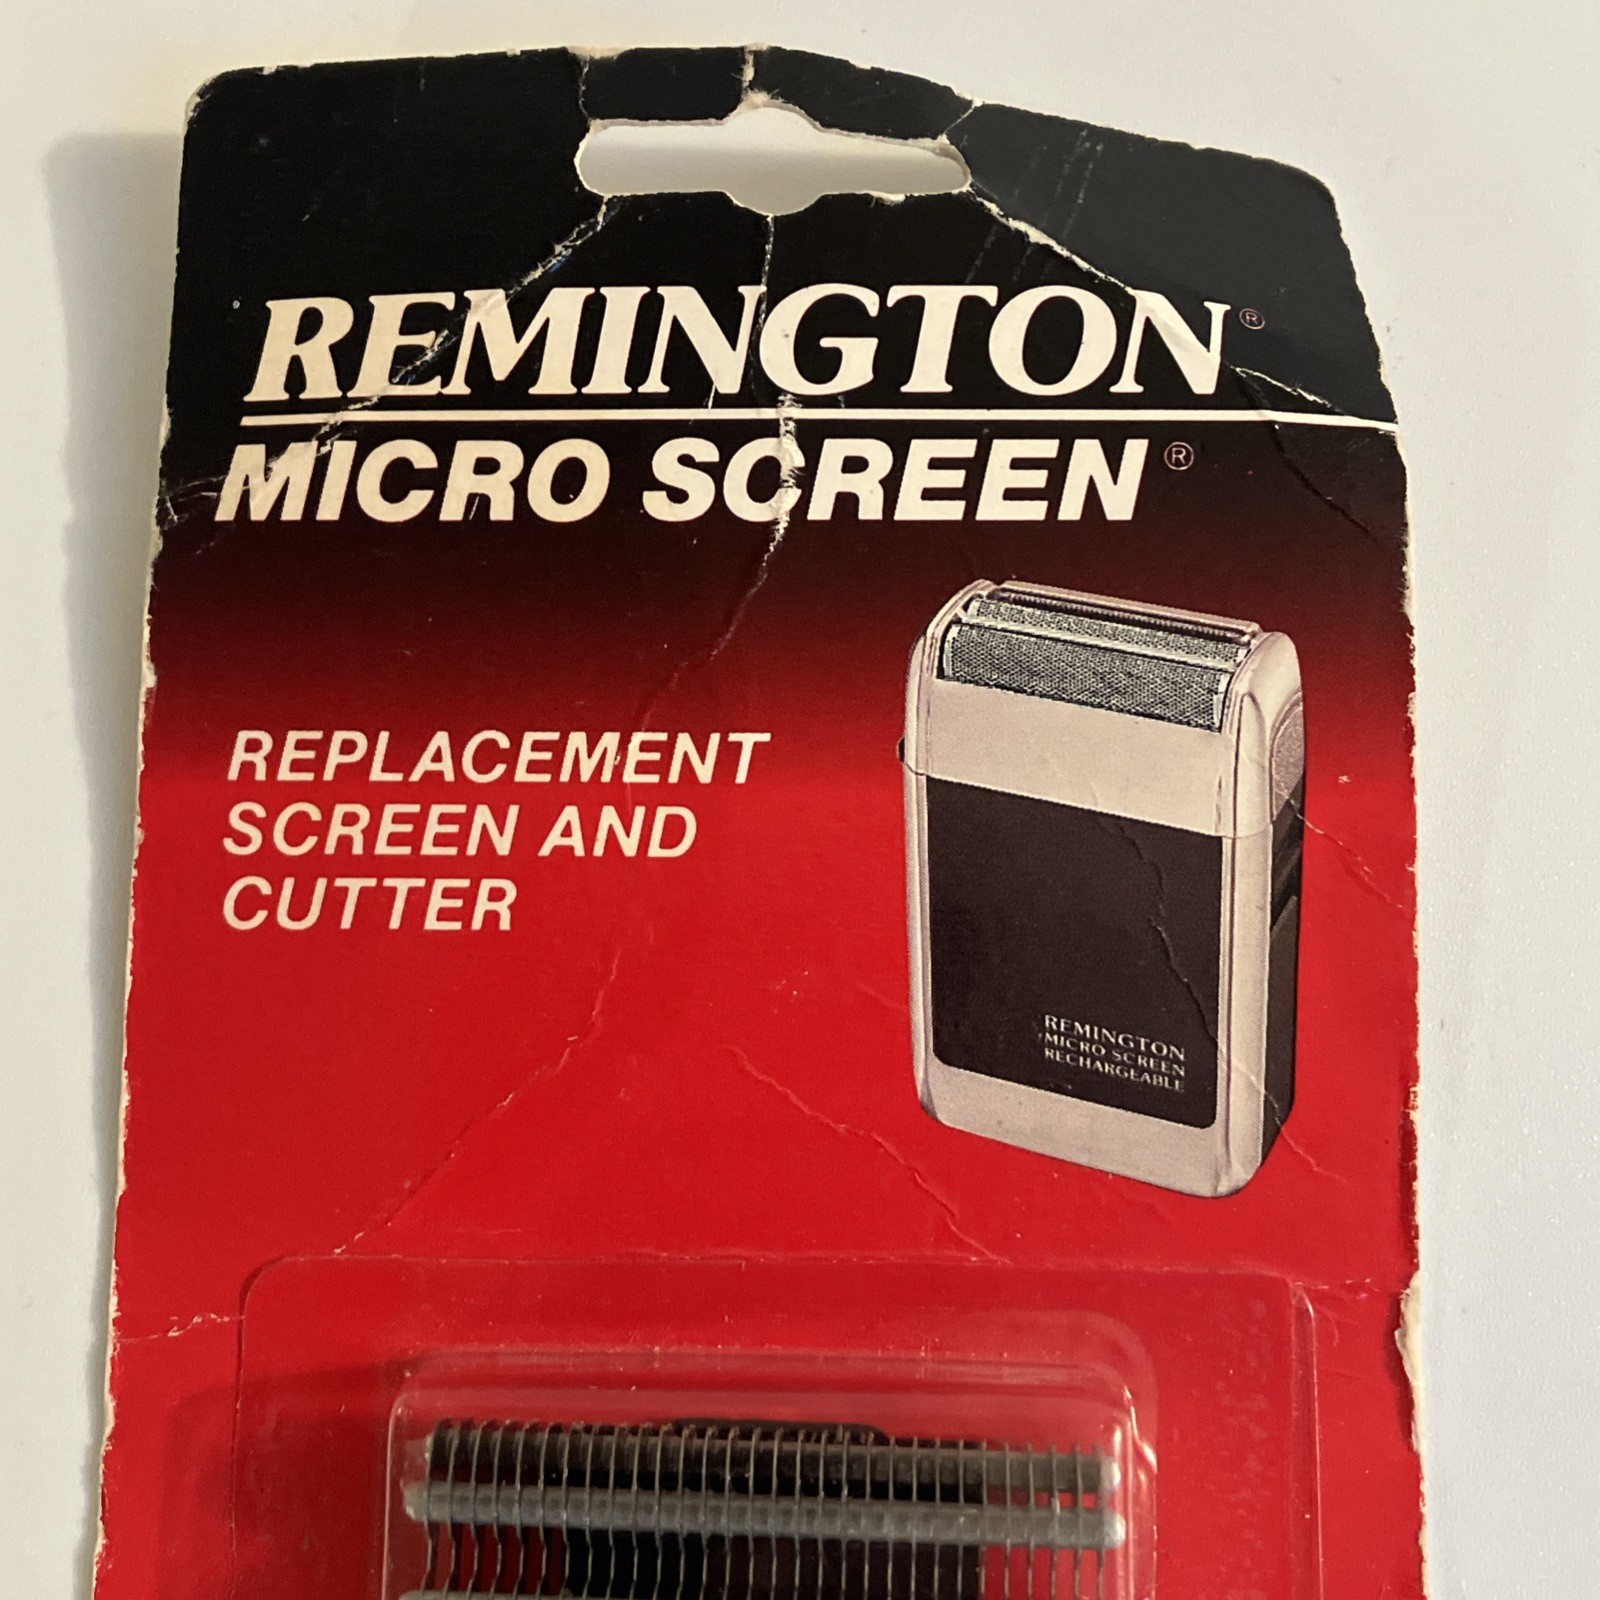 REMINGTON®
MICRO SCREEN®
REPLACEMENT
SCREEN AND
CUTTER
REMINGTON
MICRO SCREEN
RECHARGEABLE